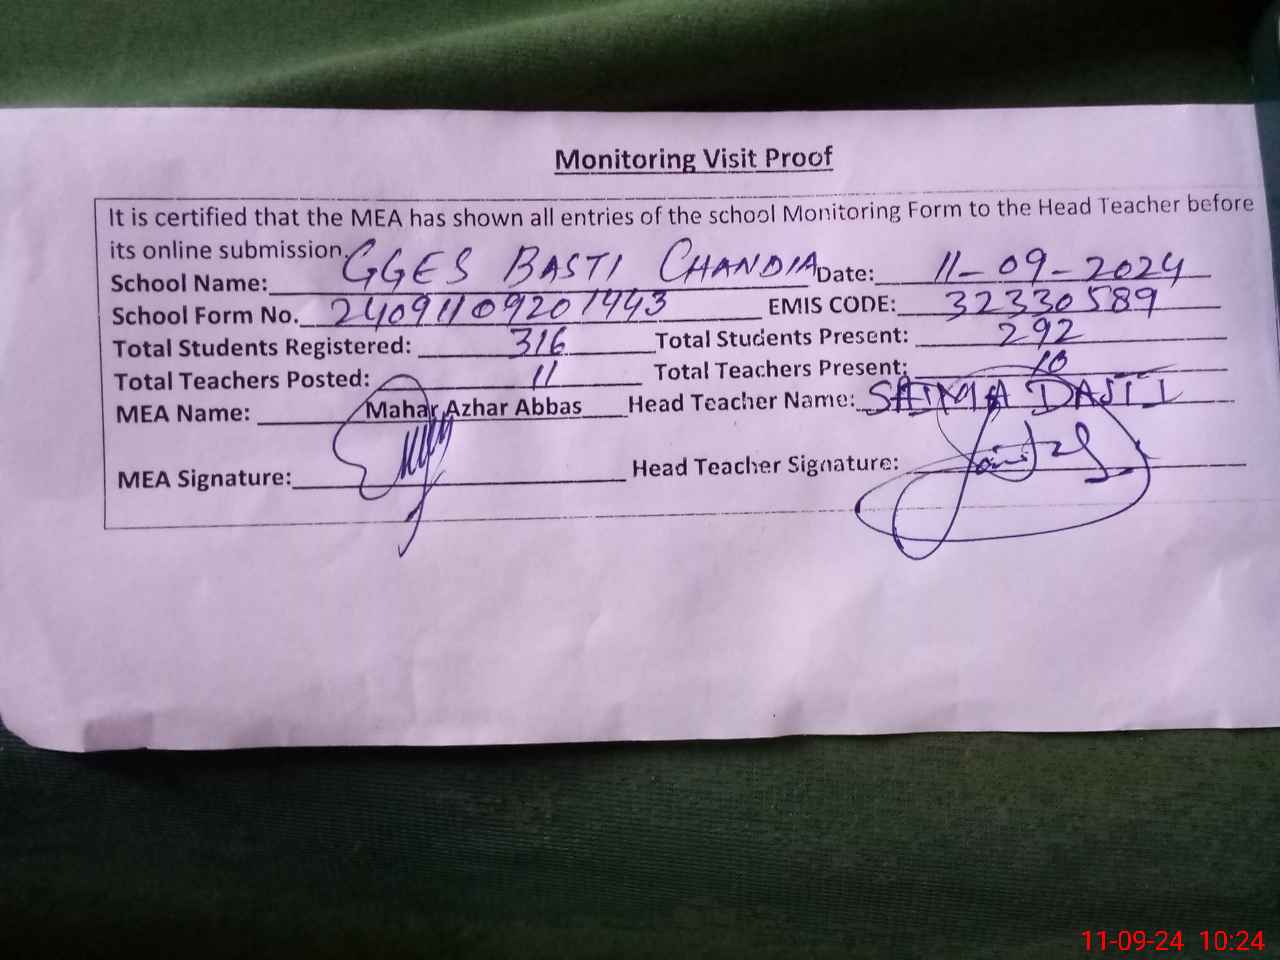 Monitoring Visit Proof
It is certified that the MEA has shown all entries of the school Monitoring Form to the Head Teacher before
its online submission.
School Name: GGES BASTI CHANDIA Date: 11-09-2024
School Form No. 24091109201443 EMIS CODE: 32330589
Total Students Registered: 316 Total Students Present: 292
Total Teachers Posted: 11 Total Teachers Present: 10
MEA Name: Mahar Azhar Abbas Head Teacher Name: SAIMA DASTI
MEA Signature: Head Teacher Signature:
11-09-24 10:24